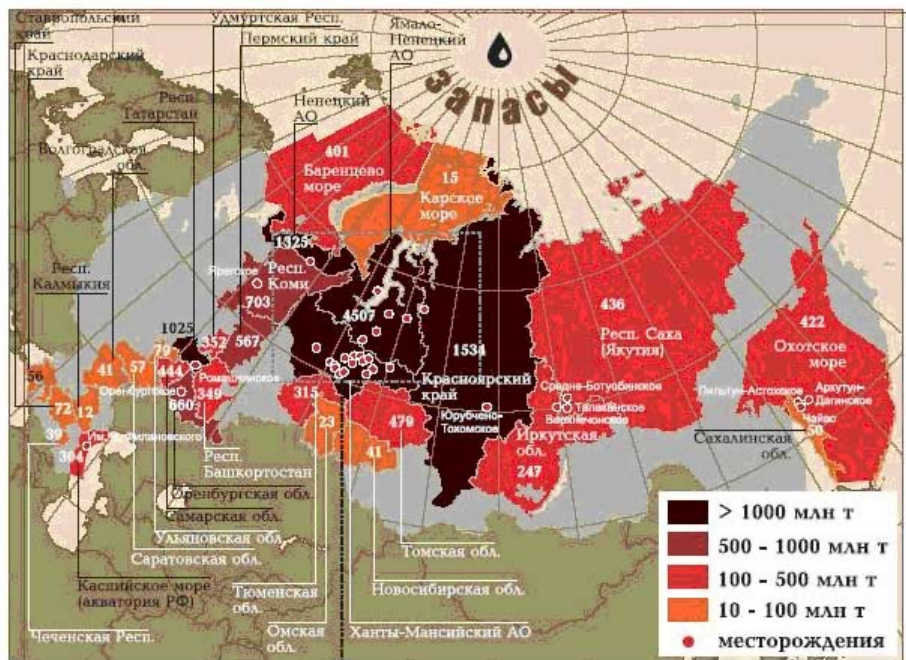 Ставропольский
край
Краснодарский
край
Удмуртская Респ.
Пермский край
Ямало-
Ненецкий
АО
Ненецкий
АО
Респ.
Татарстан
Волгоградская
обл.
Респ.
Калмыкия
ЗАПАСЫ
401
Баренцево
море
15
Карское
море
1325
Респ.
Коми
Ярегское
703
4507
1534
436
Респ. Саха
(Якутия)
422
Охотское
море
1025
352
567
79
444
57
41
56
72
12
39
304
Оренбургское
Ромашкинское
349
660
Им. Ю. Филановского
315
23
479
41
Красноярский
край
Юрубчено-
Тохомское
Средне-Ботуобинское
Талаканское
Верхнечонское
Иркутская
обл.
247
Пильтун-Астохское
Аркутун-
Дагинское
Чайво
50
Сахалинская
обл.
Респ.
Башкортостан
Оренбургская обл.
Самарская обл.
Ульяновская обл.
Саратовская обл.
Каспийское море
(акватория РФ)
Чеченская Респ.
Тюменская
обл.
Омская
обл.
Томская обл.
Новосибирская обл.
Ханты-Мансийский АО
> 1000 млн т
500 - 1000 млн т
100 - 500 млн т
10 - 100 млн т
месторождения